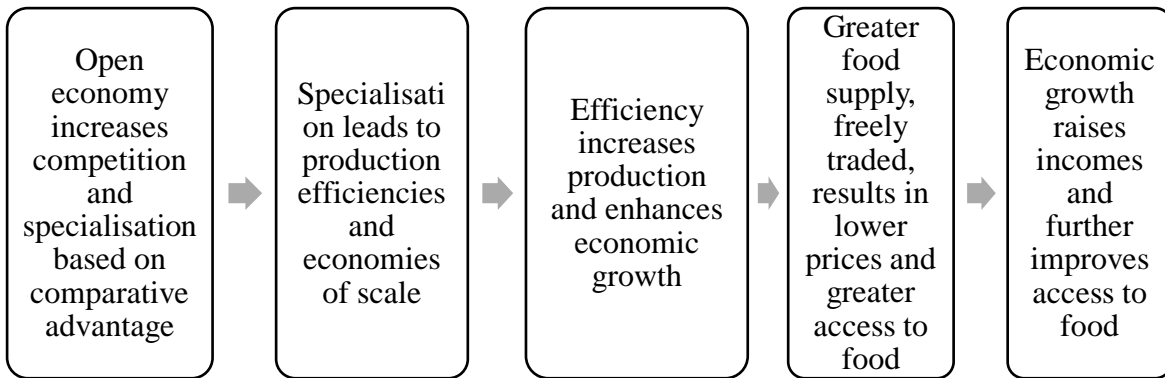 Open
economy
increases
competition
and
specialisation
based on
comparative
advantage
Specialisati
on leads to
production
efficiencies
and
economies
of scale
Efficiency
increases
production
and enhances
economic
growth
Greater
food
supply,
freely
traded,
results in
lower
prices and
greater
access to
food
Economic
growth
raises
incomes
and
further
improves
access to
food